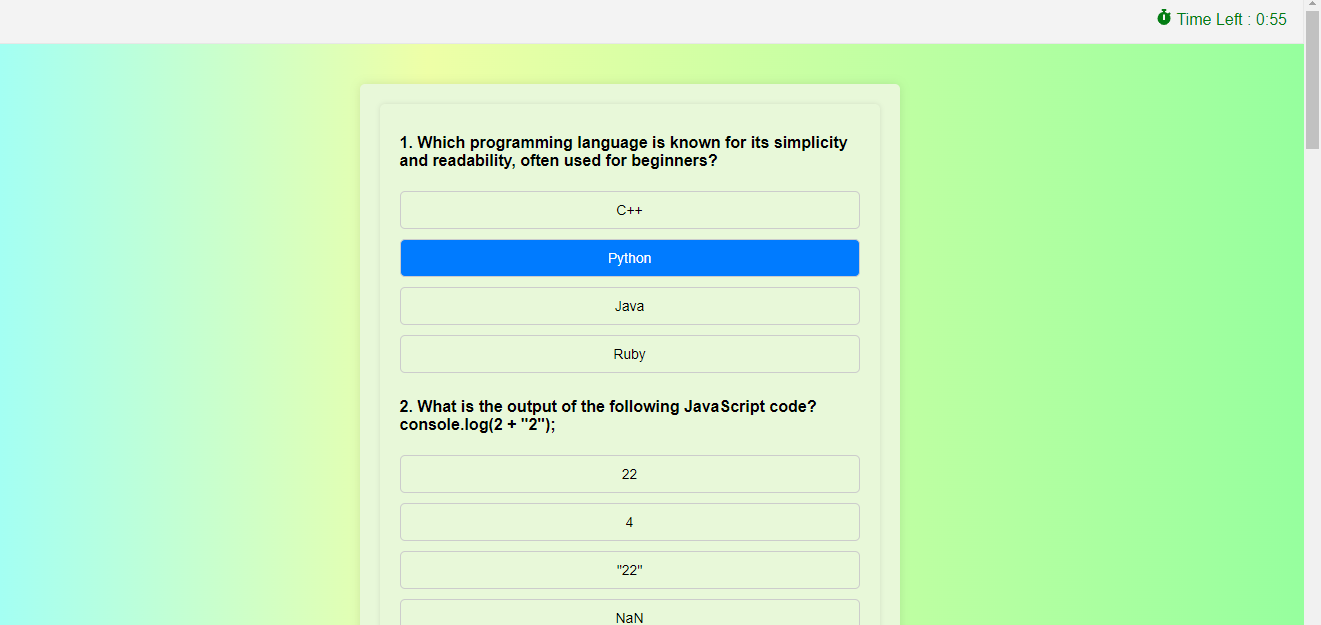 Time Left : 0:55
1. Which programming language is known for its simplicity
and readability, often used for beginners?
C++
Python
Java
Ruby
2. What is the output of the following JavaScript code?
console.log(2 + "2");
22
4
"22"
NaN